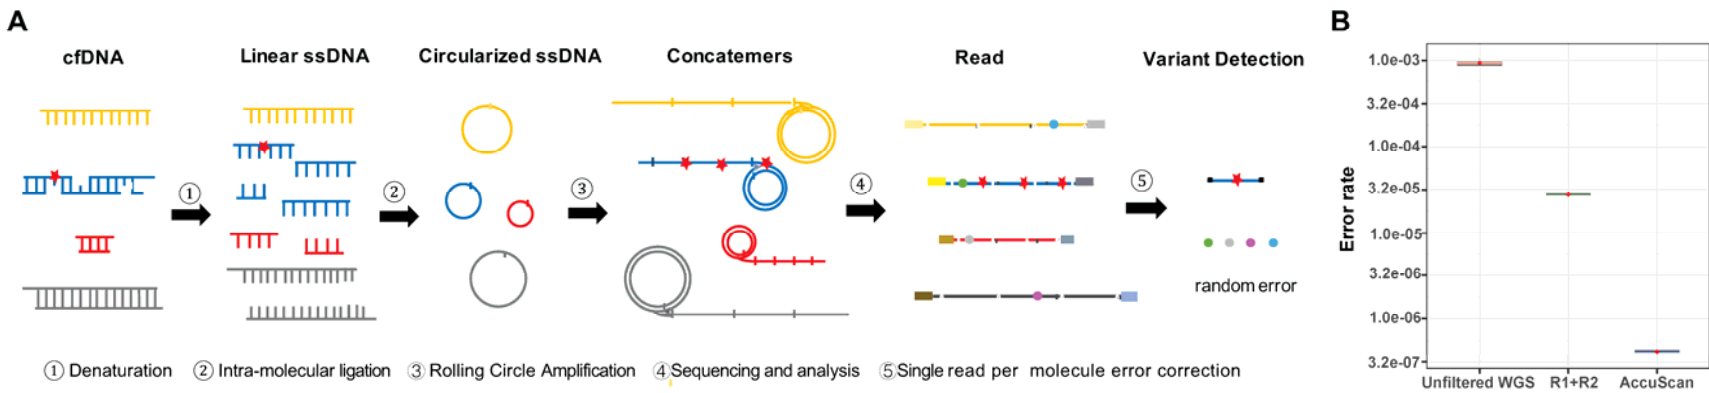 A
cfDNA
Linear ssDNA
Circularized ssDNA
Concatemers
Read
Variant Detection
①
②
③
④
⑤
random error
① Denaturation
② Intra-molecular ligation
③ Rolling Circle Amplification
④ Sequencing and analysis
⑤ Single read per molecule error correction
B
Error rate
1.0e-03
3.2e-04
1.0e-04
3.2e-05
1.0e-05
3.2e-06
1.0e-06
3.2e-07
Unfiltered WGS
R1+R2
AccuScan